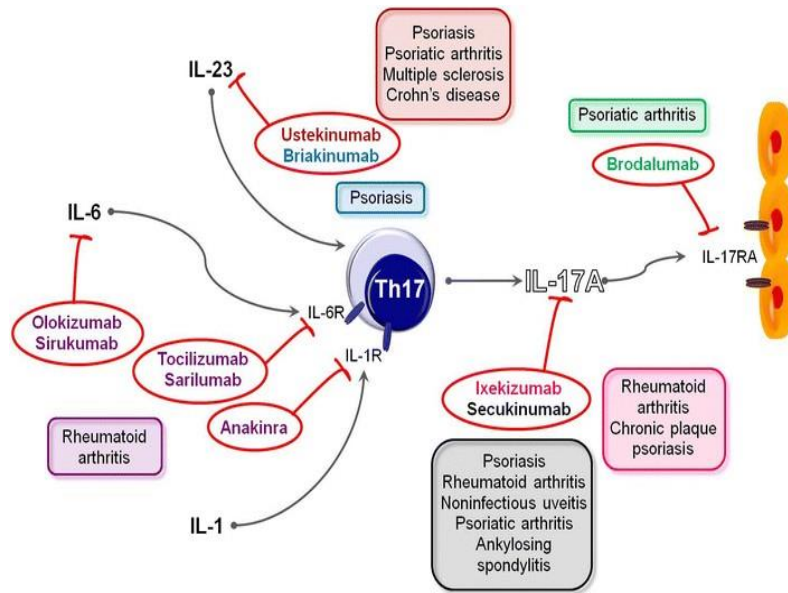 Psoriasis
Psoriatic arthritis
Multiple sclerosis
Crohn's disease
IL-23
Ustekinumab
Briakinumab
Psoriatic arthritis
Brodalumab
Psoriasis
IL-6
IL-17RA
Th17
IL-17A
IL-6R
Olokizumab
Sirukumab
Tocilizumab
Sarilumab
IL-1R
Anakinra
Rheumatoid
arthritis
Ixekizumab
Secukinumab
Rheumatoid
arthritis
Chronic plaque
psoriasis
Psoriasis
Rheumatoid arthritis
Noninfectious uveitis
Psoriatic arthritis
Ankylosing
spondylitis
IL-1